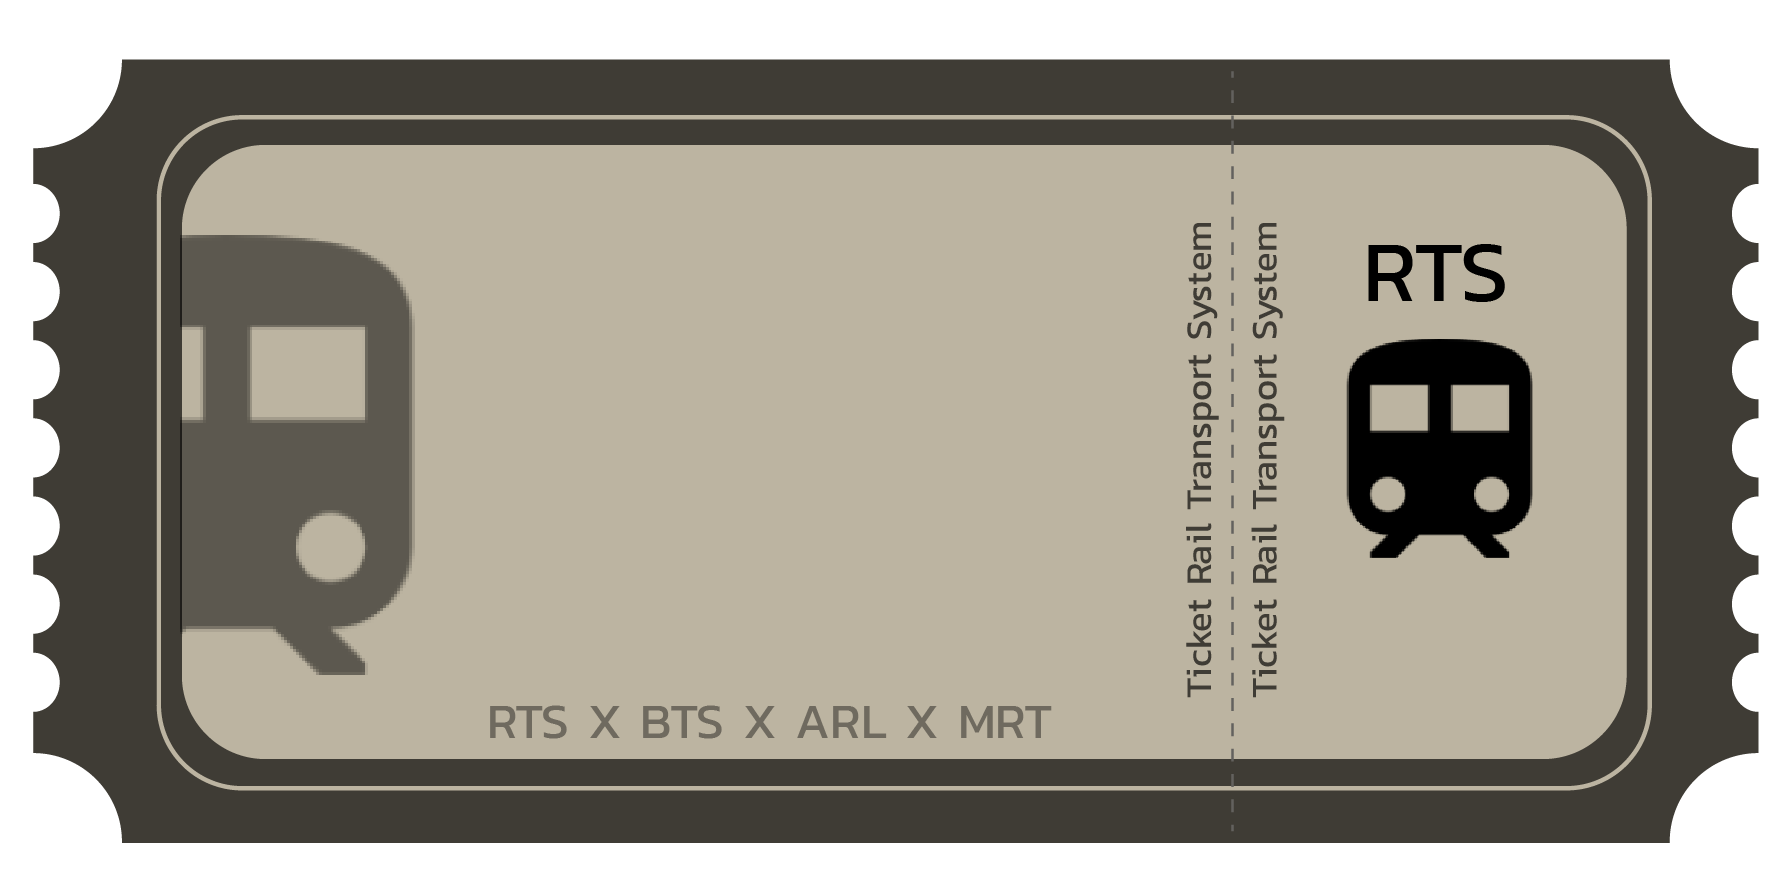 RTS X BTS X ARL X MRT
Ticket Rail Transport System
Ticket Rail Transport System
RTS